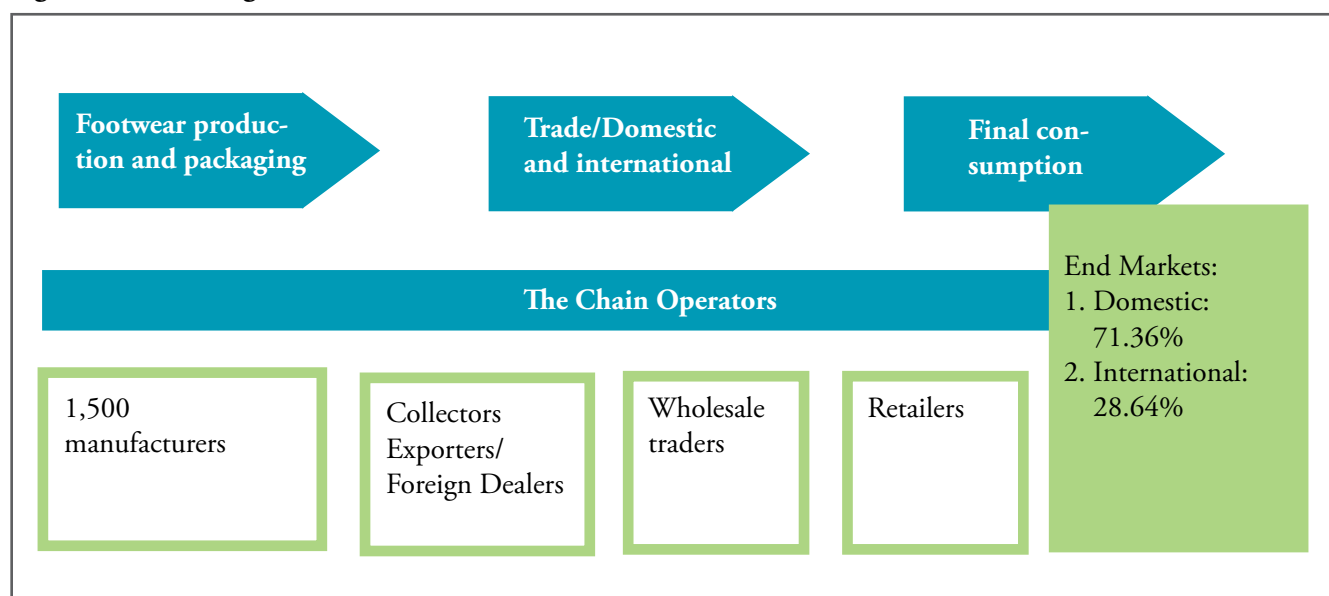 Footwear produc-
tion and packaging
Trade/Domestic
and international
Final con-
sumption
The Chain Operators
1,500
manufacturers
Collectors
Exporters/
Foreign Dealers
Wholesale
traders
Retailers
End Markets:
1. Domestic:
71.36%
2. International:
28.64%